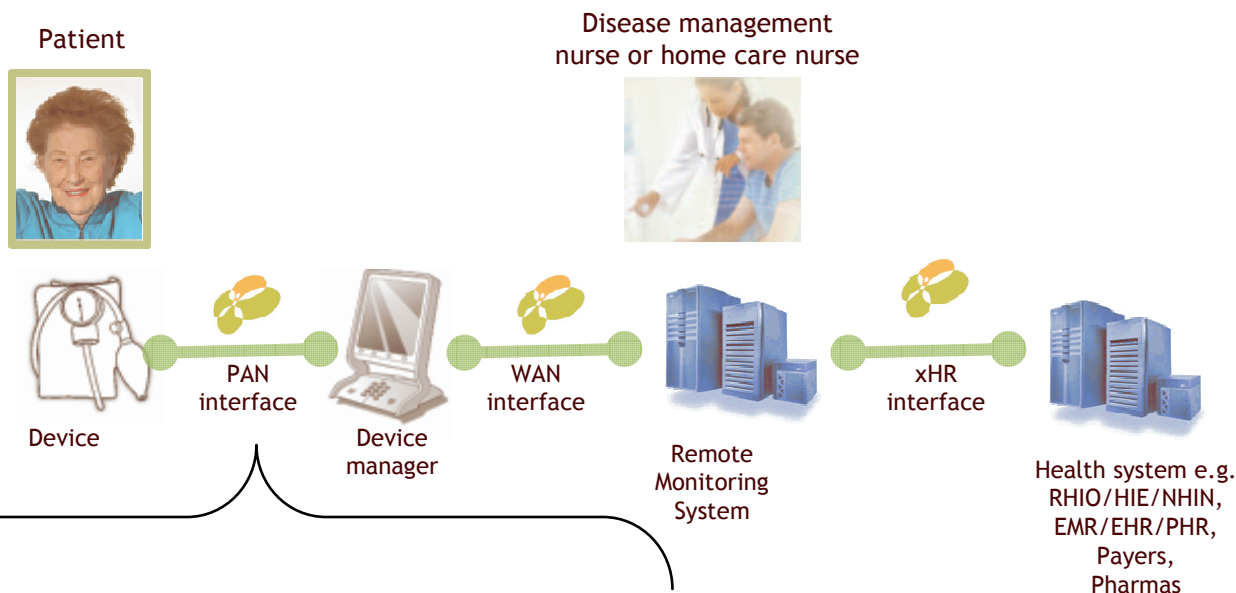 Patient
Disease management
nurse or home care nurse
PAN
interface
WAN
interface
xHR
interface
Device
Device
manager
Remote
Monitoring
System
Health system e.g.
RHIO/HIE/NHIN,
EMR/EHR/PHR,
Payers,
Pharmas